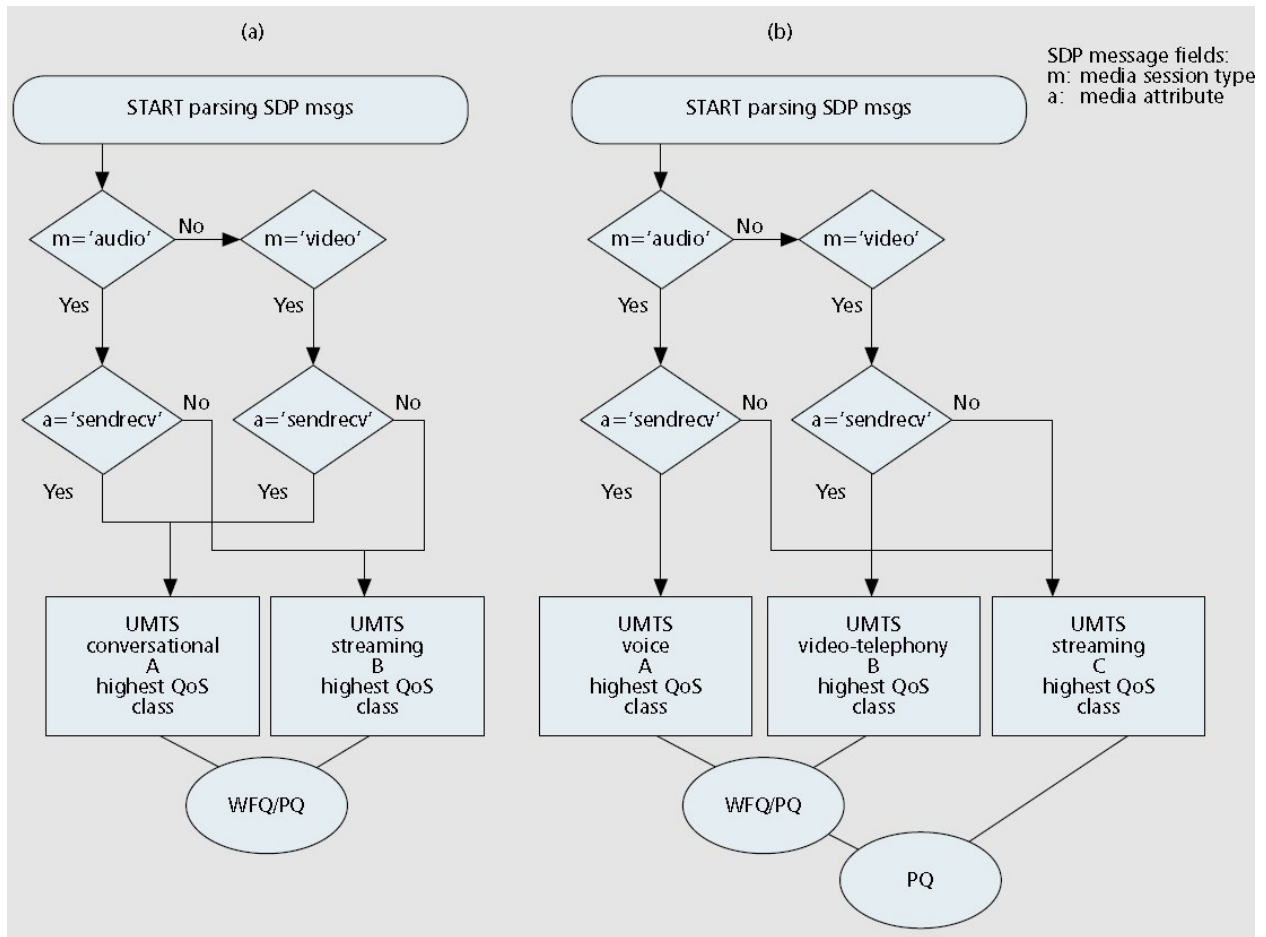 (a)
START parsing SDP msgs
m='audio'
No
m='video'
Yes
Yes
a='sendrecv'
No
a='sendrecv'
No
Yes
Yes
UMTS
conversational
A
highest QoS
class
UMTS
streaming
B
highest QoS
class
WFQ/PQ
(b)
SDP message fields:
m: media session type
a: media attribute
START parsing SDP msgs
m='audio'
No
m='video'
Yes
Yes
a='sendrecv'
No
a='sendrecv'
No
Yes
Yes
UMTS
voice
A
highest QoS
class
UMTS
video-telephony
B
highest QoS
class
UMTS
streaming
C
highest QoS
class
WFQ/PQ
PQ